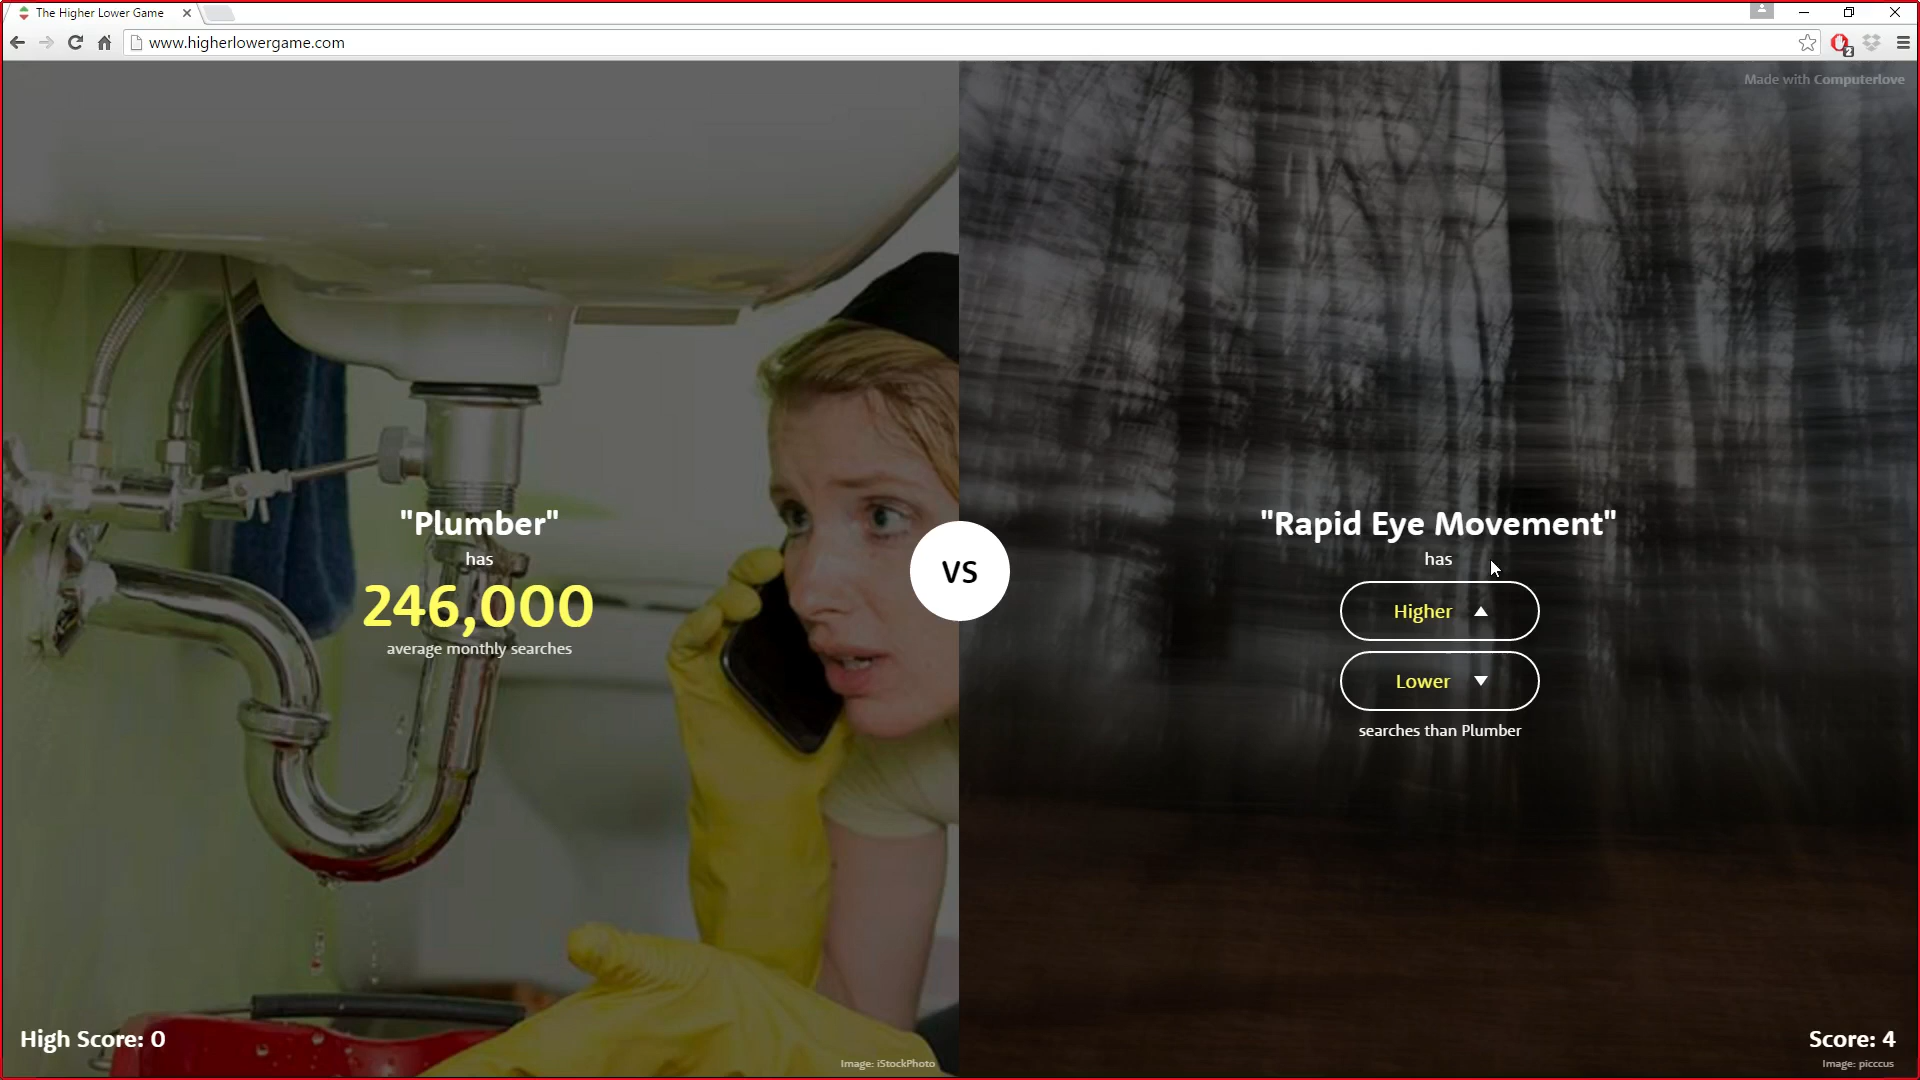 The Higher Lower Game
www.higherlowergame.com
2
Made with Computerlove
"Plumber"
has
246,000
average monthly searches
VS
"Rapid Eye Movement"
has
Higher
Lower
searches than Plumber
High Score: 0
Image: iStockPhoto
Score: 4
Image: picccus